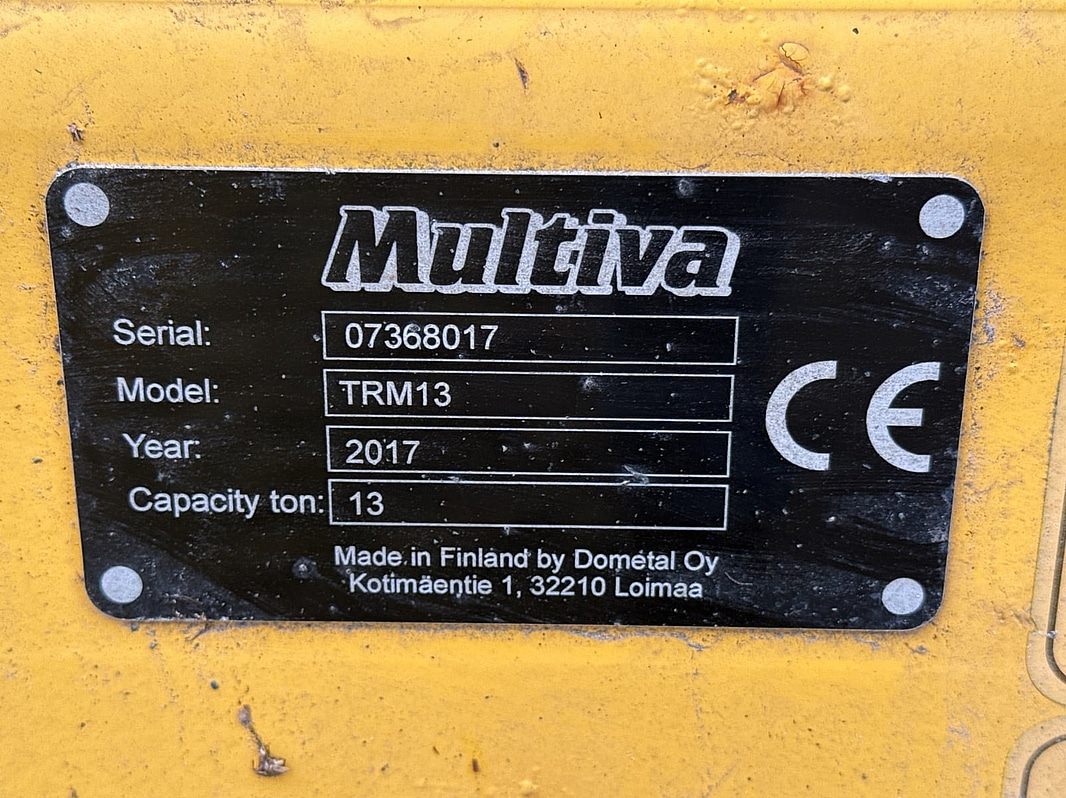 Multiva
Serial: 07368017
Model: TRM13
Year: 2017
Capacity ton: 13
Made in Finland by Dometal Oy
Kotimäentie 1, 32210 Loimaa
CE